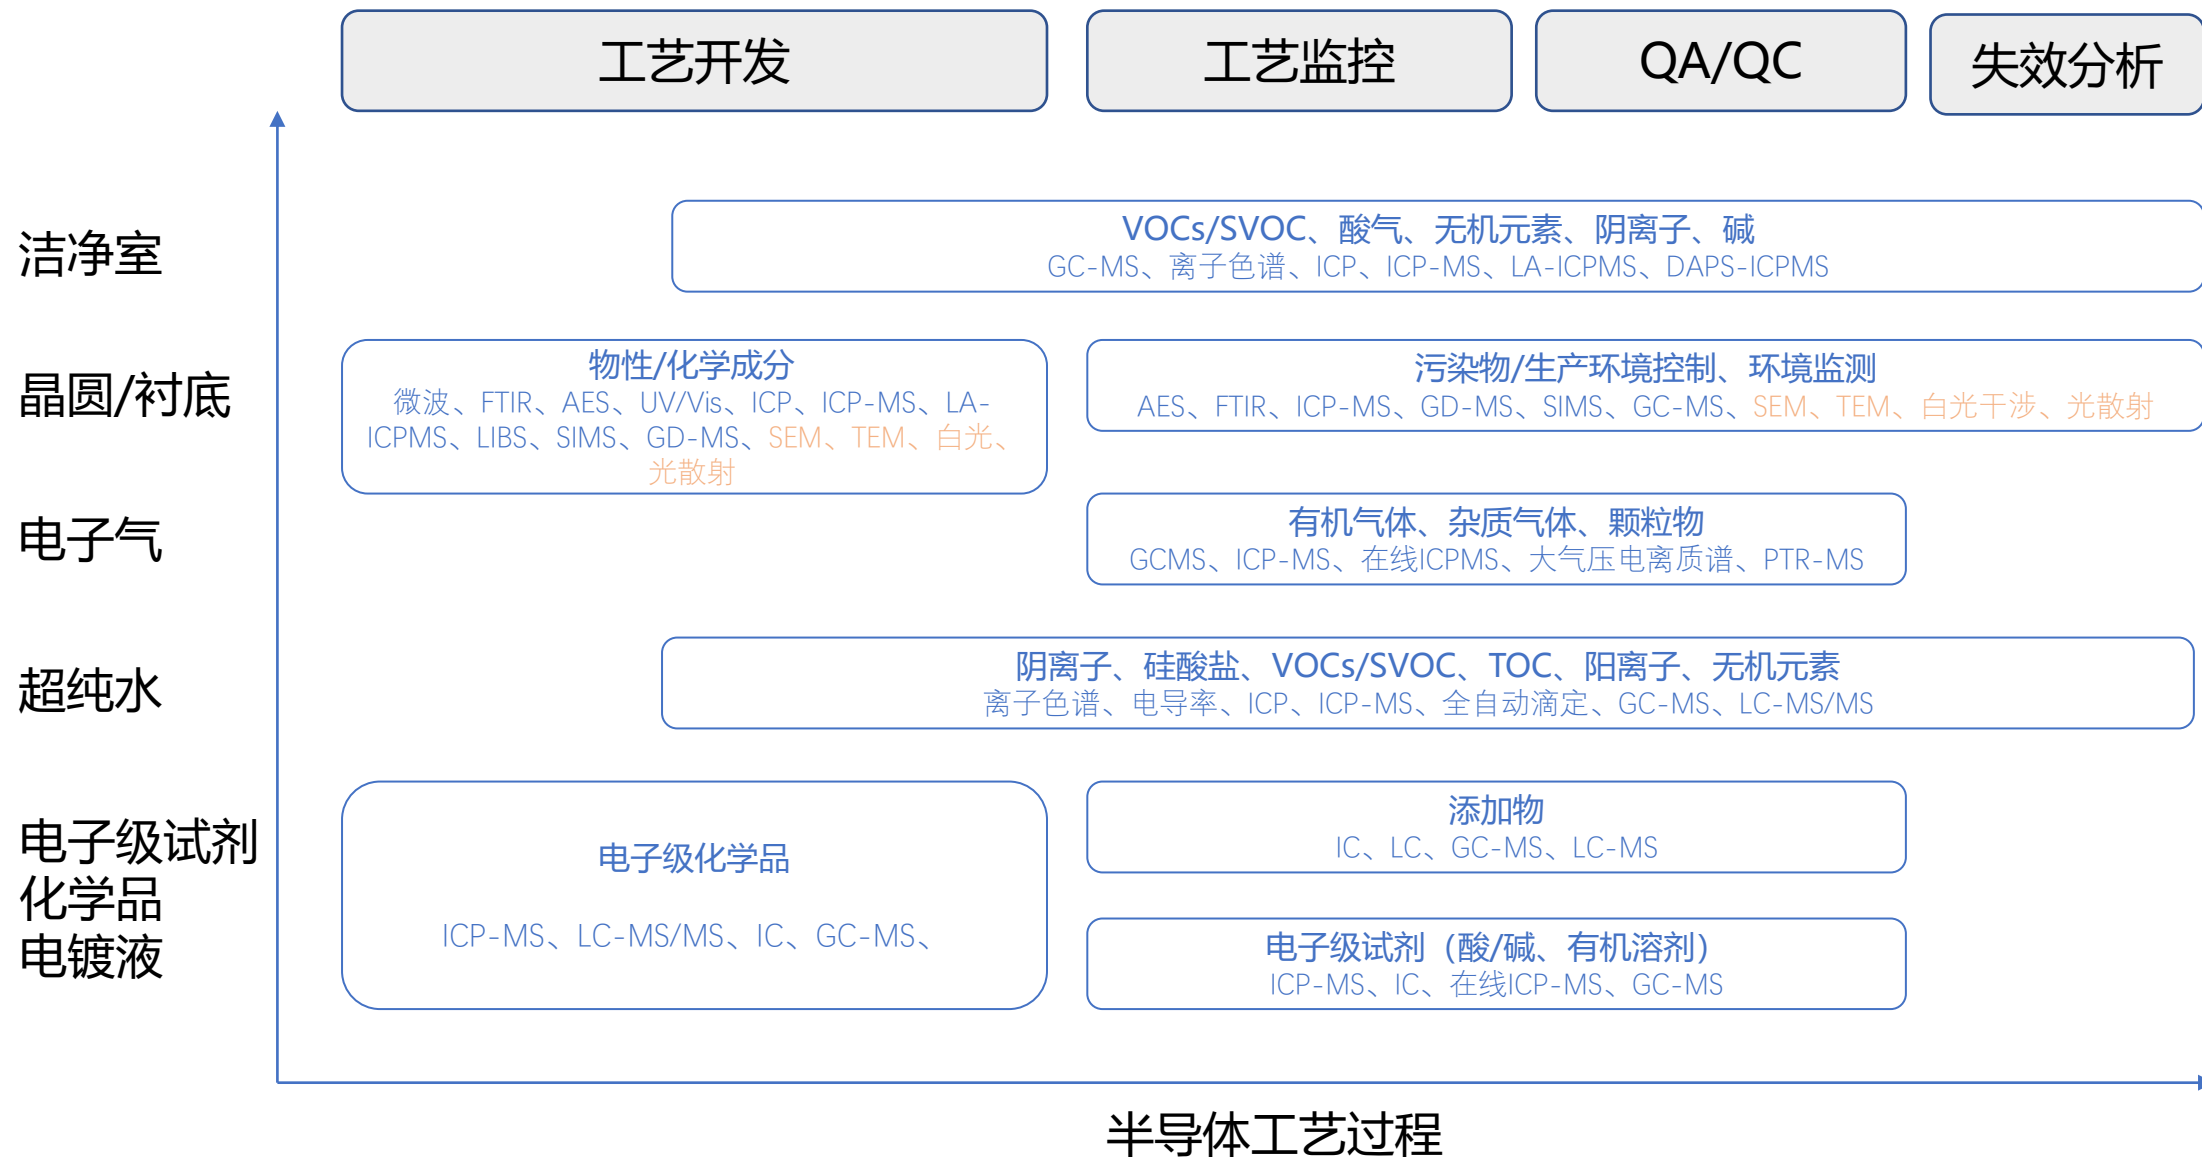 工艺开发
工艺监控
QA/QC
失效分析
洁净室
VOCs/SVOC、酸气、无机元素、阴离子、碱
GC-MS、离子色谱、ICP、ICP-MS、LA-ICPMS、DAPS-ICPMS
晶圆/衬底
物性/化学成分
微波、FTIR、AES、UV/Vis、ICP、ICP-MS、LA-
ICPMS、LIBS、SIMS、GD-MS、SEM、TEM、白光、
光散射
污染物/生产环境控制、环境监测
AES、FTIR、ICP-MS、GD-MS、SIMS、GC-MS、SEM、TEM、白光干涉、光散射
电子气
有机气体、杂质气体、颗粒物
GCMS、ICP-MS、在线ICPMS、大气压电离质谱、PTR-MS
超纯水
阴离子、硅酸盐、VOCs/SVOC、TOC、阳离子、无机元素
离子色谱、电导率、ICP、ICP-MS、全自动滴定、GC-MS、LC-MS/MS
电子级试剂
化学品
电镀液
电子级化学品
ICP-MS、LC-MS/MS、IC、GC-MS、
添加物
IC、LC、GC-MS、LC-MS
电子级试剂（酸/碱、有机溶剂）
ICP-MS、IC、在线ICP-MS、GC-MS
半导体工艺过程